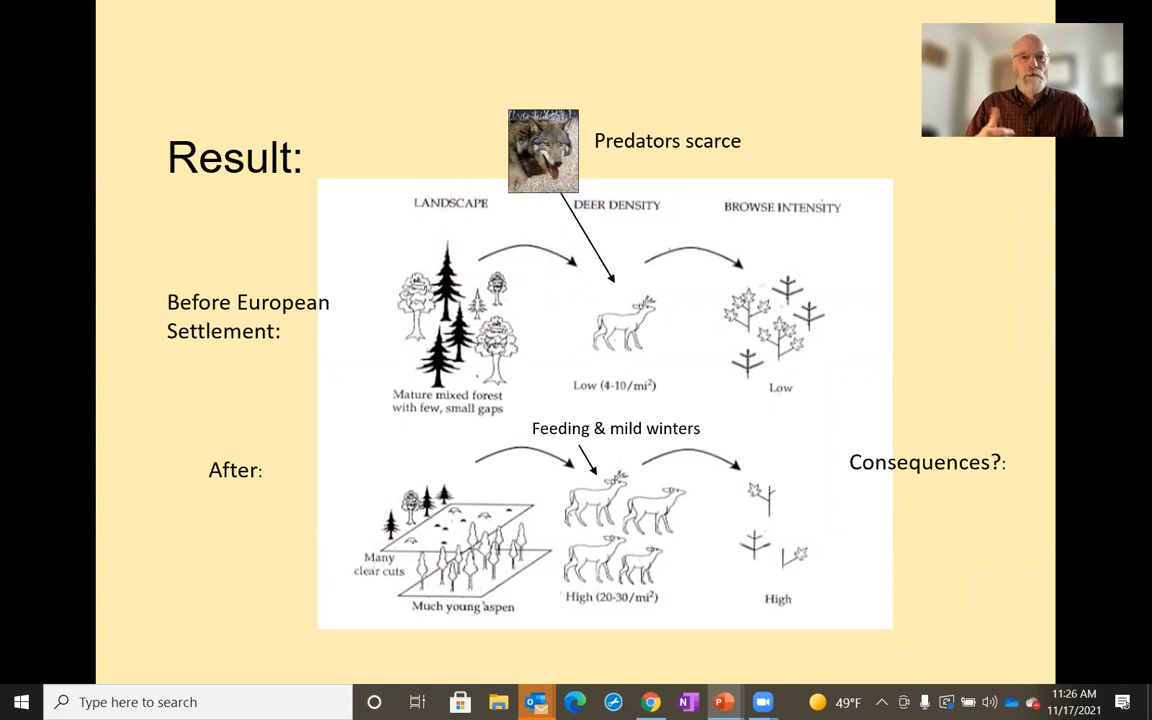 Predators scarce
Result:
LANDSCAPE
DEER DENSITY
BROWSE INTENSITY
Before European
Settlement:
Low (4-10/mi²)
Low
Mature mixed forest
with few, small gaps
Feeding & mild winters
After:
Consequences?:
Many
clear cuts
High (20-30/mi²)
High
Much young aspen
Type here to search
49°F
11:26 AM
11/17/2021